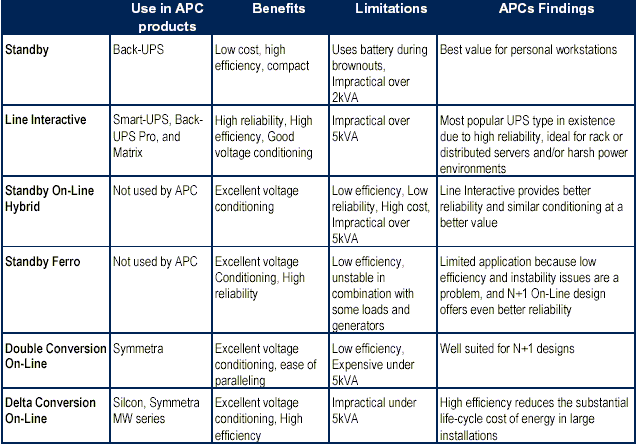 Use in APC products
Benefits
Limitations
APCs Findings
Standby
Back-UPS
Low cost, high
efficiency, compact
Uses battery during
brownouts,
Impractical over
2kVA
Best value for personal workstations
Line Interactive
Smart-UPS, Back-
UPS Pro, and
Matrix
High reliability, High
efficiency, Good
voltage conditioning
Impractical over
5kVA
Most popular UPS type in existence
due to high reliability, ideal for rack or
distributed servers and/or harsh power
environments
Standby On-Line
Hybrid
Not used by APC
Excellent voltage
conditioning
Low efficiency, Low
reliability, High cost,
Impractical over
5kVA
Line Interactive provides better
reliability and similar conditioning at a
better value
Standby Ferro
Not used by APC
Excellent voltage
Conditioning, High
reliability
Low efficiency,
unstable in
combination with
some loads and
generators
Limited application because low
efficiency and instability issues are a
problem, and N+1 On-Line design
offers even better reliability
Double Conversion
On-Line
Symmetra
Excellent voltage
conditioning, ease of
paralleling
Low efficiency,
Expensive under
5kVA
Well suited for N+1 designs
Delta Conversion
On-Line
Silcon, Symmetra
MW series
Excellent voltage
conditioning, High
efficiency
Impractical under
5kVA
High efficiency reduces the substantial
life-cycle cost of energy in large
installations